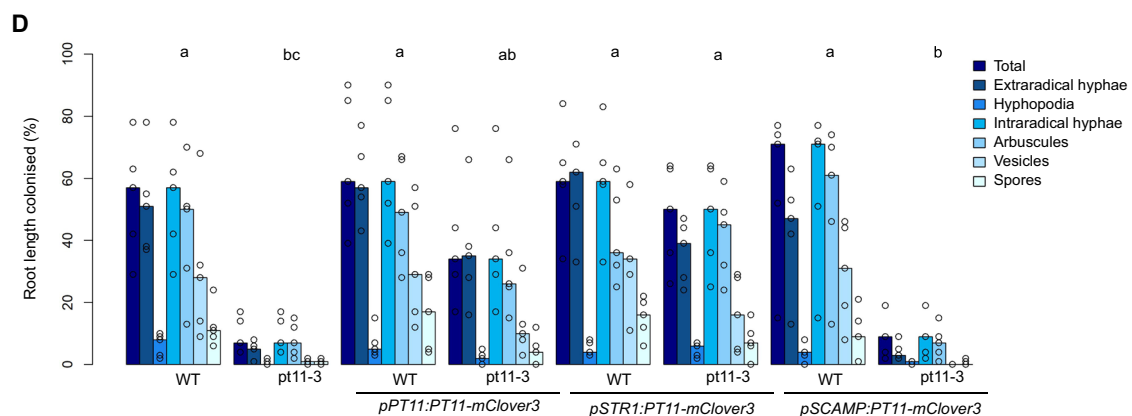 D
a bc a ab a a a b
100
80
60
40
20
0
Root length colonised (%)
Total
Extraradical hyphae
Hyphopodia
Intraradical hyphae
Arbuscules
Vesicles
Spores
WT pt11-3 WT pt11-3 WT pt11-3 WT pt11-3
pPT11:PT11-mClover3 pSTR1:PT11-mClover3 pSCAMP:PT11-mClover3